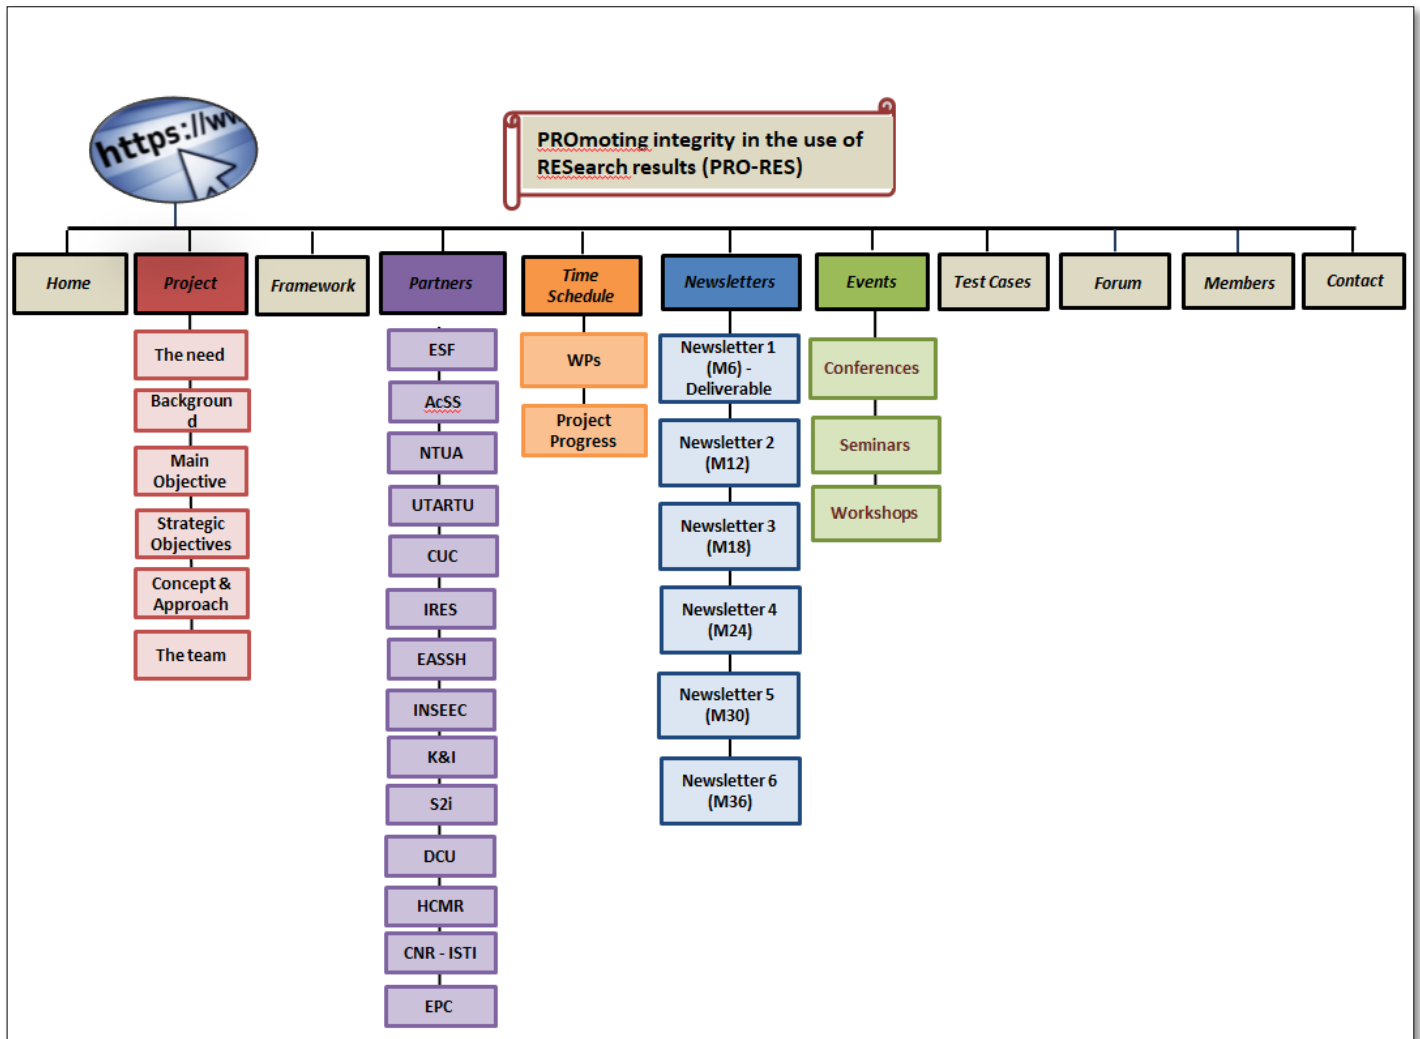 https://ww
PROmoting integrity in the use of
RESearch results (PRO-RES)
Home
Project
Framework
Partners
Time
Schedule
Newsletters
Events
Test Cases
Forum
Members
Contact
The need
Backgroun
d
Main
Objective
Strategic
Objectives
Concept &
Approach
The team
ESF
AcSS
NTUA
UTARTU
CUC
IRES
EASSH
INSEEC
K&I
S2i
DCU
HCMR
CNR - ISTI
EPC
WPs
Project
Progress
Newsletter 1
(M6) -
Deliverable
Newsletter 2
(M12)
Newsletter 3
(M18)
Newsletter 4
(M24)
Newsletter 5
(M30)
Newsletter 6
(M36)
Conferences
Seminars
Workshops